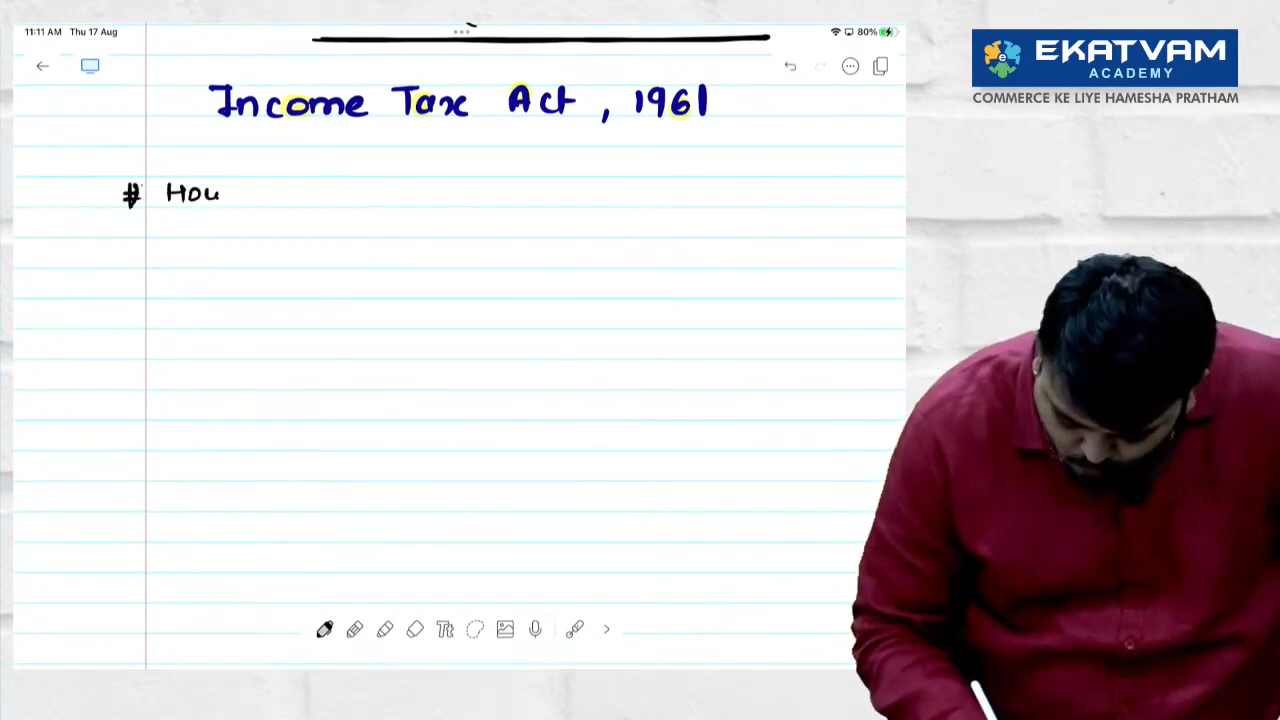 11:11 AM Thu 17 Aug
80%
EKATVAM
ACADEMY
COMMERCE KE LIYE HAMESHA PRATHAM
Income Tax Act, 1961
# Hou
Tt
e